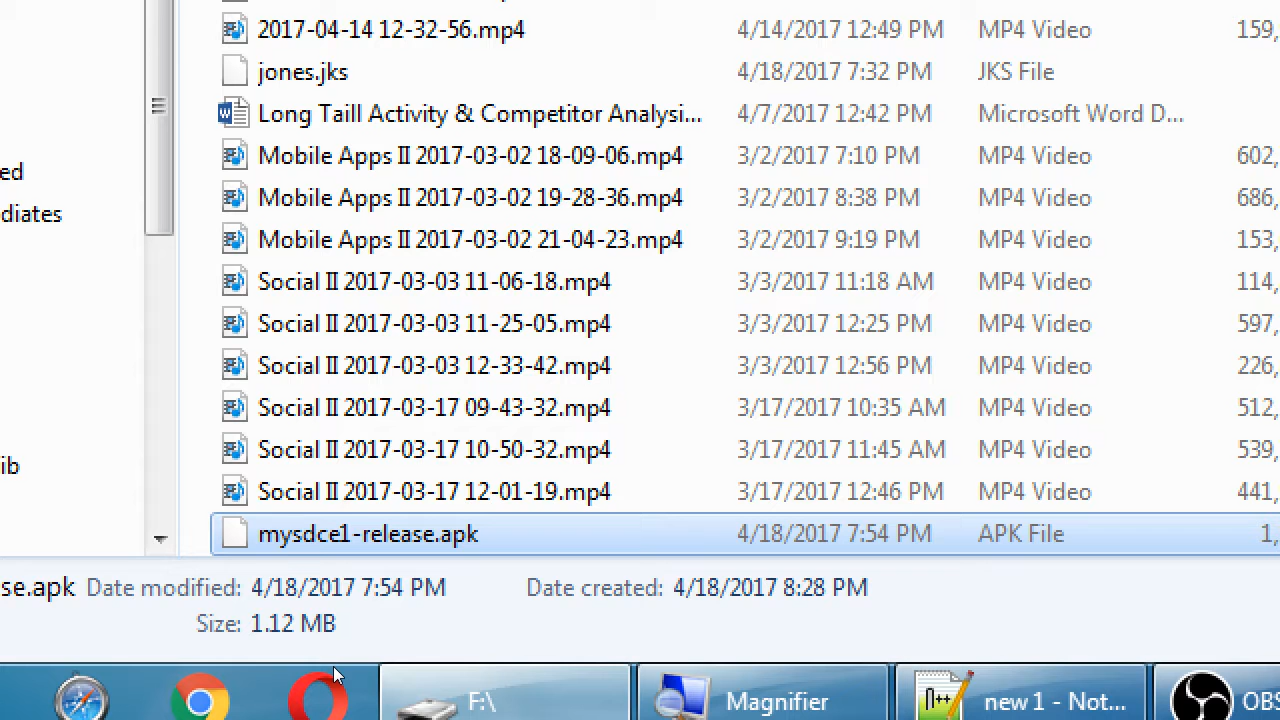 2017-04-14 12-32-56.mp4 4/14/2017 12:49 PM MP4 Video 159,
jones.jks 4/18/2017 7:32 PM JKS File
Long Taill Activity & Competitor Analysi... 4/7/2017 12:42 PM Microsoft Word D...
ed
Mobile Apps II 2017-03-02 18-09-06.mp4 3/2/2017 7:10 PM MP4 Video 602,
diates
Mobile Apps II 2017-03-02 19-28-36.mp4 3/2/2017 8:38 PM MP4 Video 686,
Mobile Apps II 2017-03-02 21-04-23.mp4 3/2/2017 9:19 PM MP4 Video 153,
Social II 2017-03-03 11-06-18.mp4 3/3/2017 11:18 AM MP4 Video 114,
Social II 2017-03-03 11-25-05.mp4 3/3/2017 12:25 PM MP4 Video 597,
Social II 2017-03-03 12-33-42.mp4 3/3/2017 12:56 PM MP4 Video 226,
Social II 2017-03-17 09-43-32.mp4 3/17/2017 10:35 AM MP4 Video 512,
Social II 2017-03-17 10-50-32.mp4 3/17/2017 11:45 AM MP4 Video 539,
ib
Social II 2017-03-17 12-01-19.mp4 3/17/2017 12:46 PM MP4 Video 441,
mysdce1-release.apk 4/18/2017 7:54 PM APK File 1,
se.apk Date modified: 4/18/2017 7:54 PM Date created: 4/18/2017 8:28 PM
Size: 1.12 MB
F:\ Magnifier N++ new 1 - Not... OBS